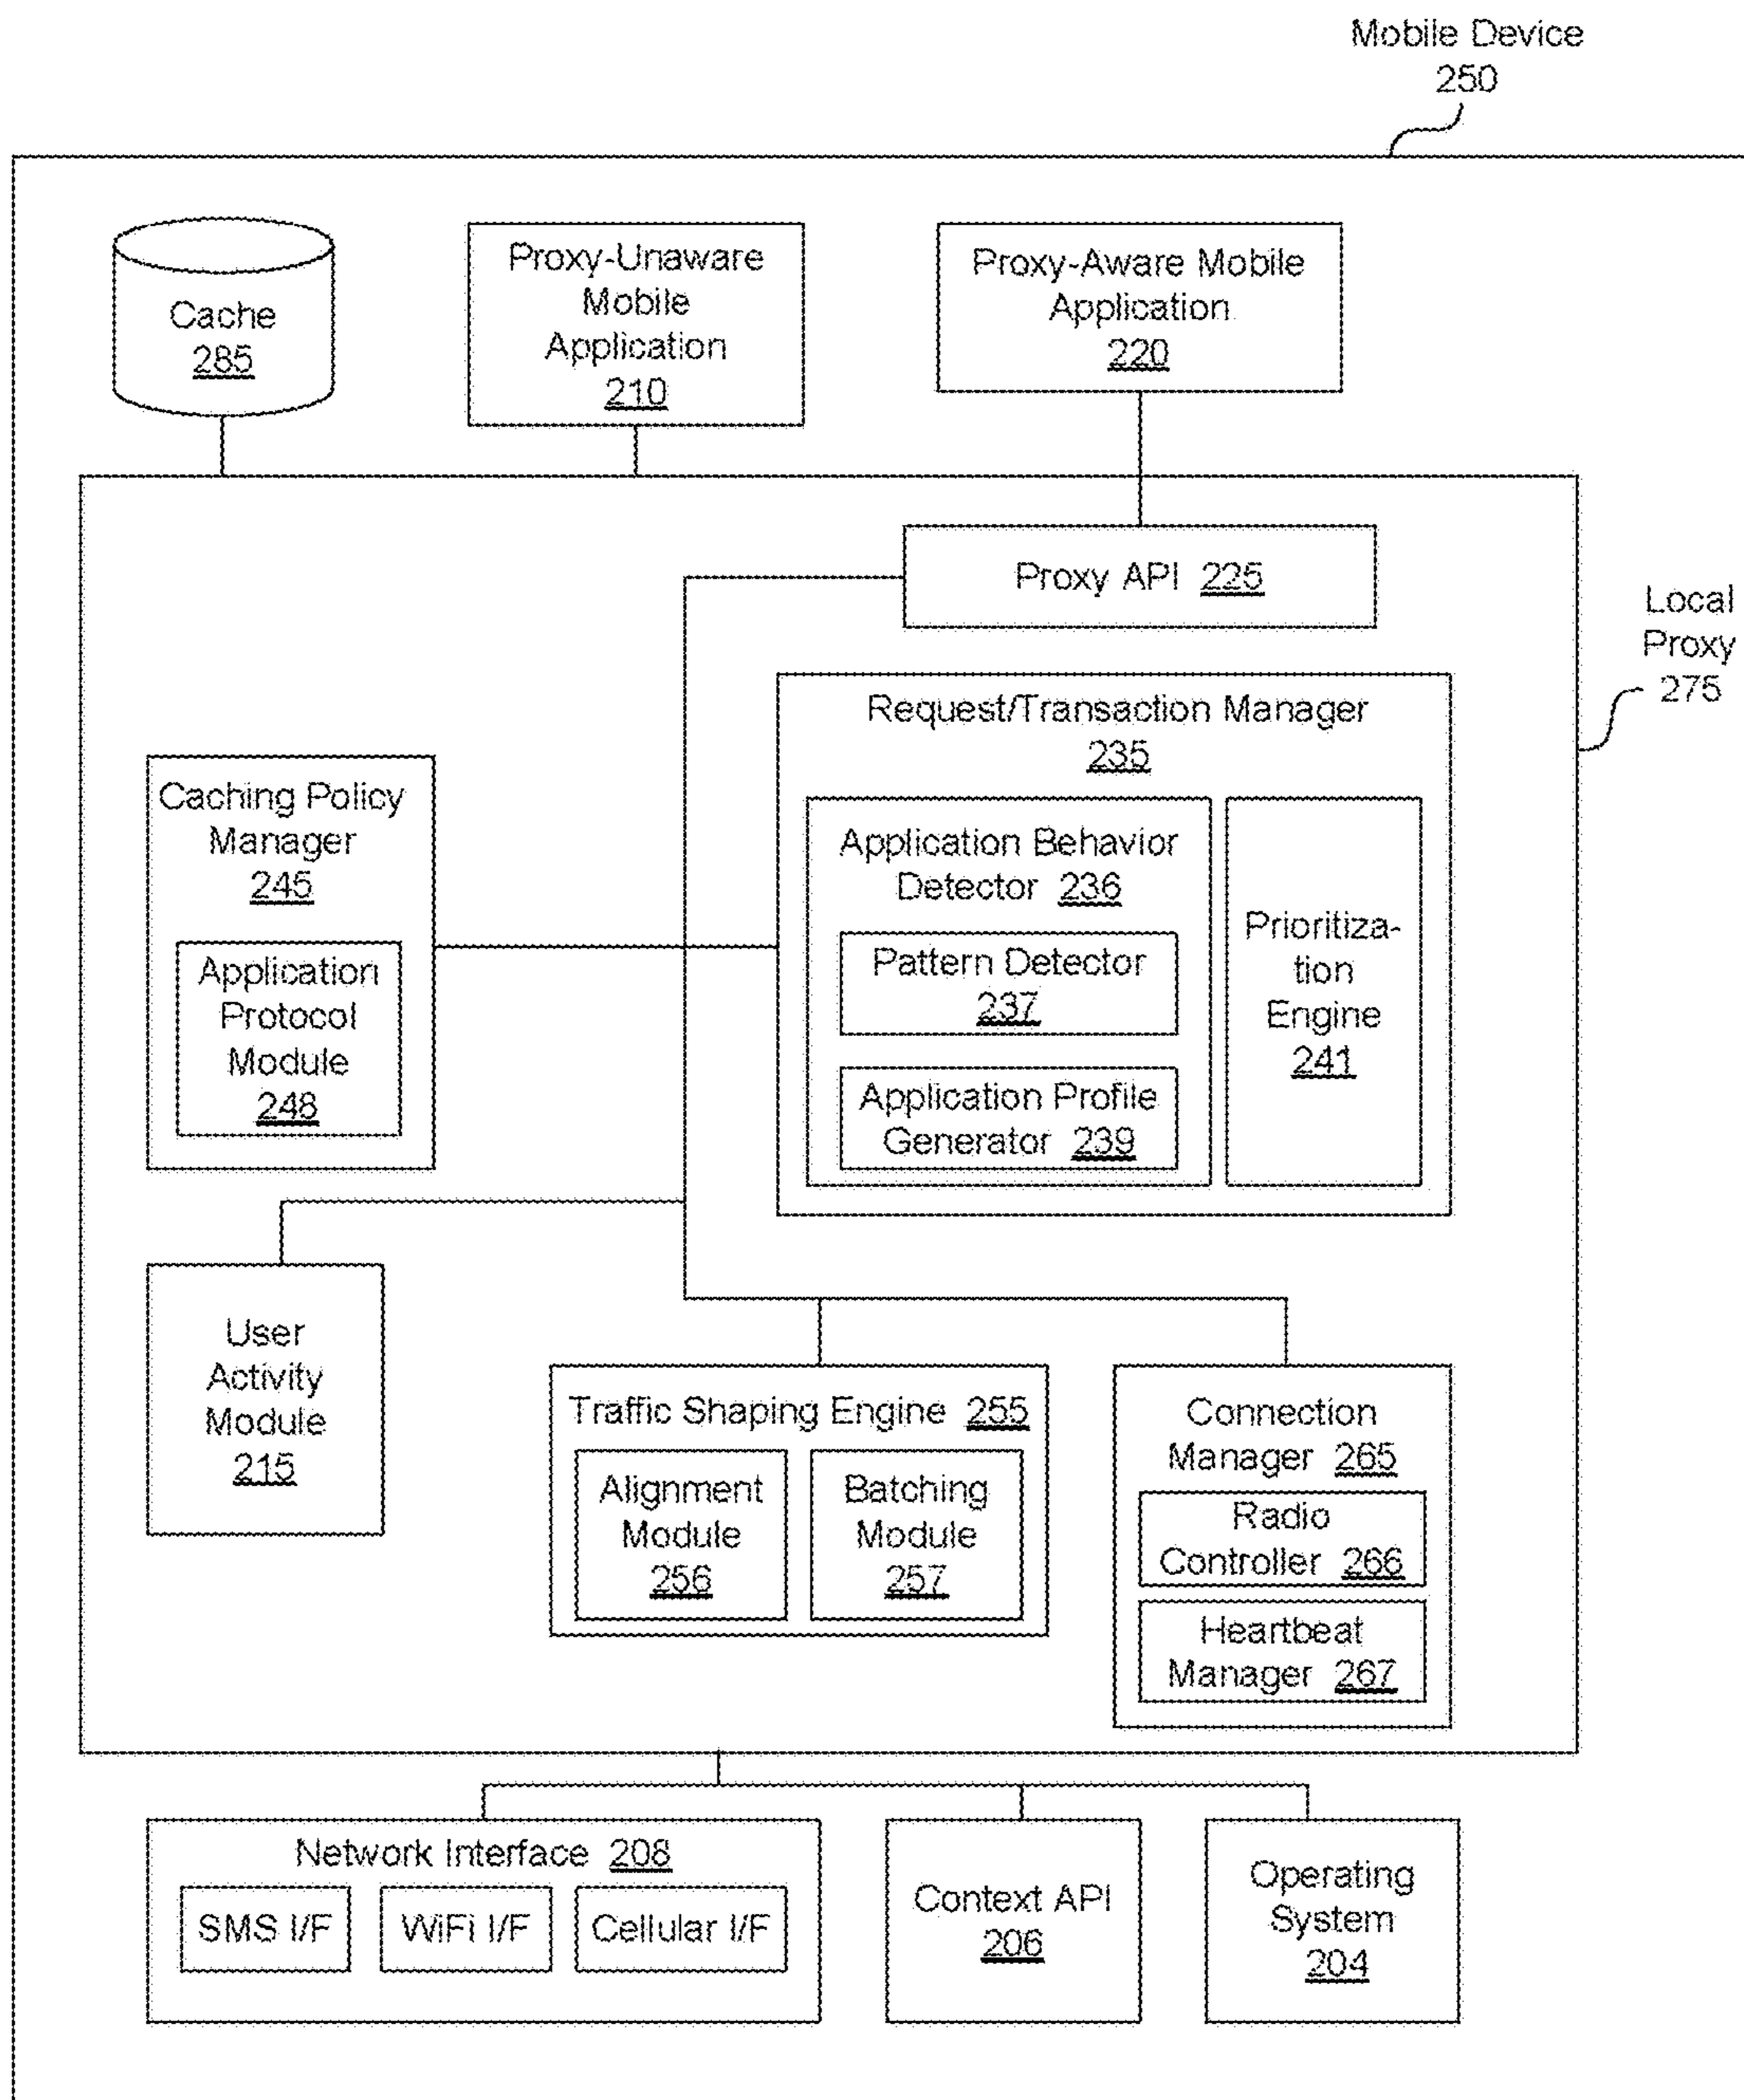 Mobile Device
250
Cache
285
Proxy-Unaware
Mobile
Application
210
Proxy-Aware Mobile
Application
220
Proxy API 225
Local
Proxy
275
Request/Transaction Manager
235
Caching Policy
Manager
245
Application
Protocol
Module
248
Application Behavior
Detector 236
Pattern Detector
237
Application Profile
Generator 239
Prioritiza-
tion
Engine
241
User
Activity
Module
215
Traffic Shaping Engine 255
Alignment
Module
256
Batching
Module
257
Connection
Manager 265
Radio
Controller 266
Heartbeat
Manager 267
Network Interface 208
SMS I/F
WiFi I/F
Cellular I/F
Context API
206
Operating
System
204